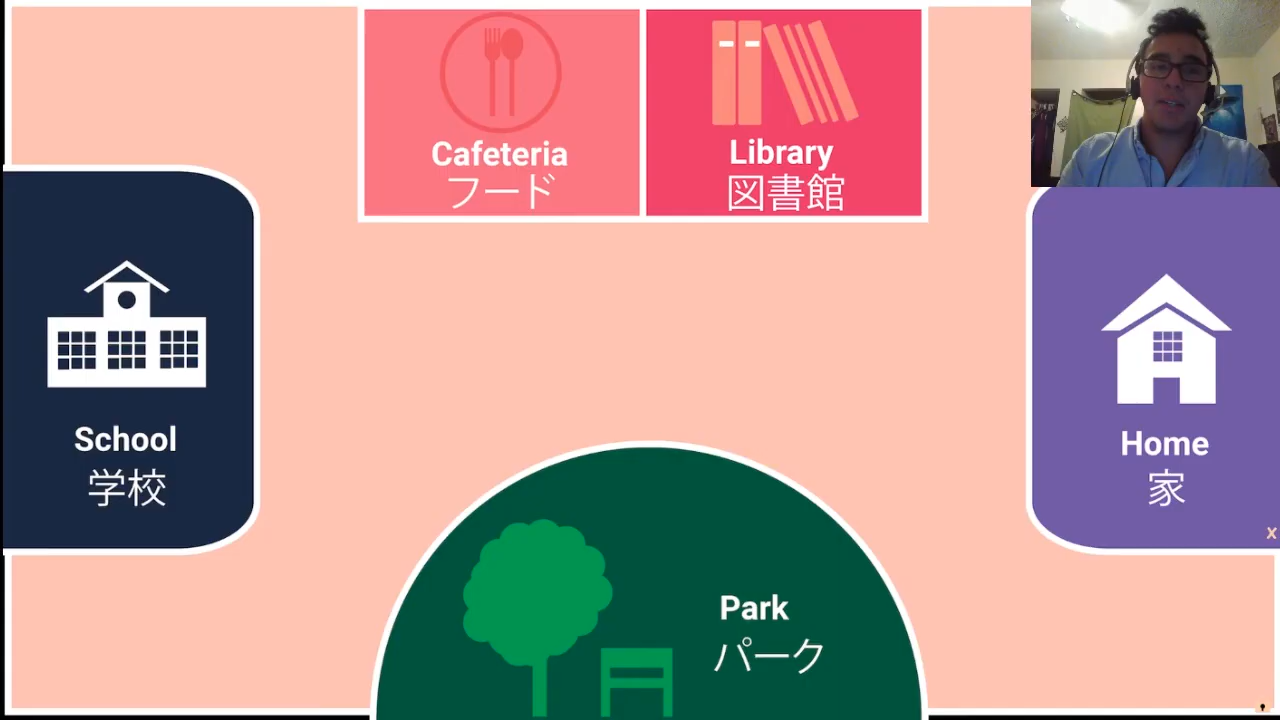 Cafeteria
フード
Library
図書館
School
学校
Home
家
x
Park
パーク